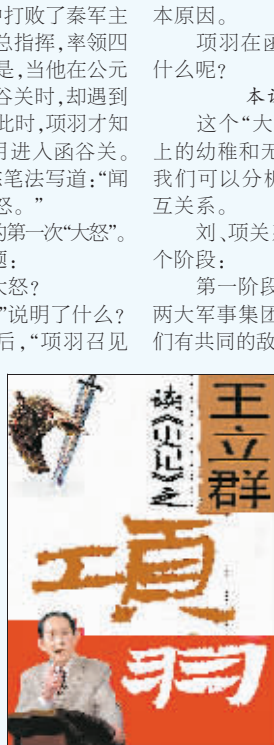 中打败了秦军主
总指挥，率领四
是，当他在公元
谷关时，却遇到
此时，项羽才知
月进入函谷关。
笔法写道：“闻
怒。”
的第一次“大怒”。
题：
大怒？
”说明了什么？
后，“项羽召见
本原因。
项羽在函
什么呢？
本讠
这个“大
上的幼稚和无
我们可以分析
互关系。
刘、项关系
个阶段：
第一阶段
两大军事集团
们有共同的敌
王立群
读《史记》之
项羽